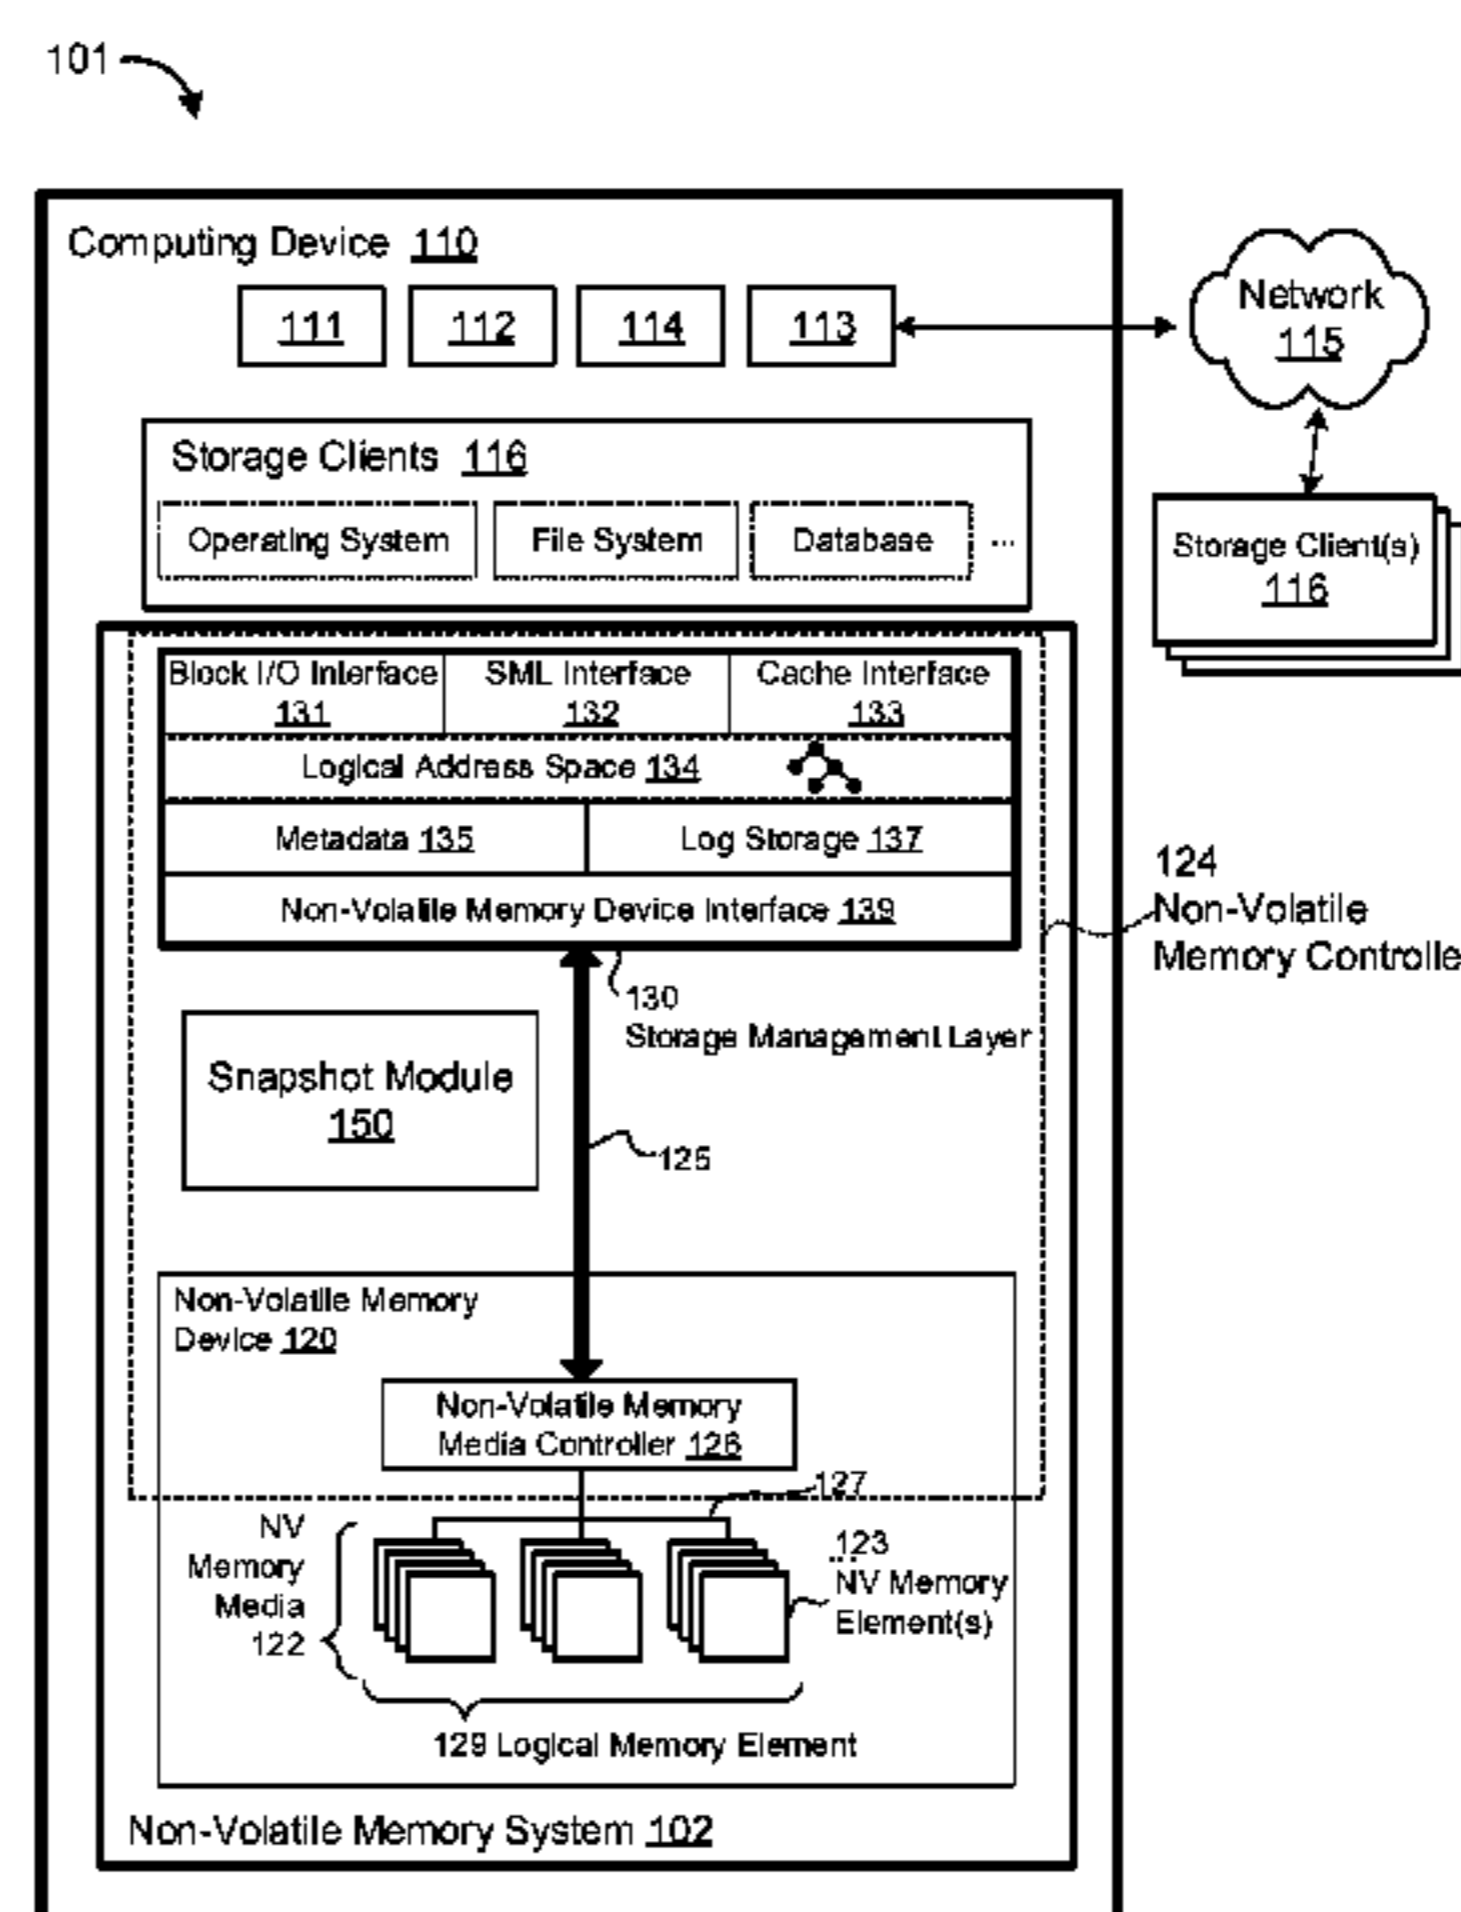 101
Computing Device 110
111 112 114 113
Network
115
Storage Clients 116
Operating System File System Database ...
Storage Client(s)
116
Block I/O Interface SML Interface Cache Interface
131 132 133
Logical Address Space 134
Metadata 135 Log Storage 137
Non-Volatile Memory Device Interface 139
124
Non-Volatile
Memory Controlle
130
Storage Management Layer
Snapshot Module
150
125
Non-Volatile Memory
Device 120
Non-Volatile Memory
Media Controller 126
127
NV
Memory
Media
122
123
...
NV Memory
Element(s)
129 Logical Memory Element
Non-Volatile Memory System 102